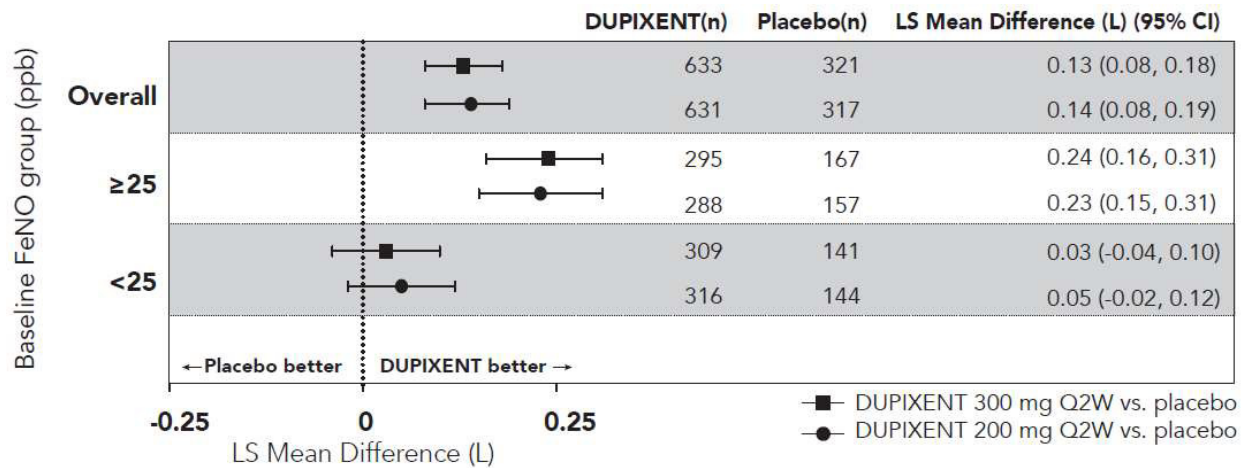 DUPIXENT(n) Placebo(n) LS Mean Difference (L) (95% CI)
Baseline FeNO group (ppb)
Overall
633 321 0.13 (0.08, 0.18)
631 317 0.14 (0.08, 0.19)
≥25
295 167 0.24 (0.16, 0.31)
288 157 0.23 (0.15, 0.31)
<25
309 141 0.03 (-0.04, 0.10)
316 144 0.05 (-0.02, 0.12)
←Placebo better DUPIXENT better →
-0.25 0 0.25
LS Mean Difference (L)
DUPIXENT 300 mg Q2W vs. placebo
DUPIXENT 200 mg Q2W vs. placebo